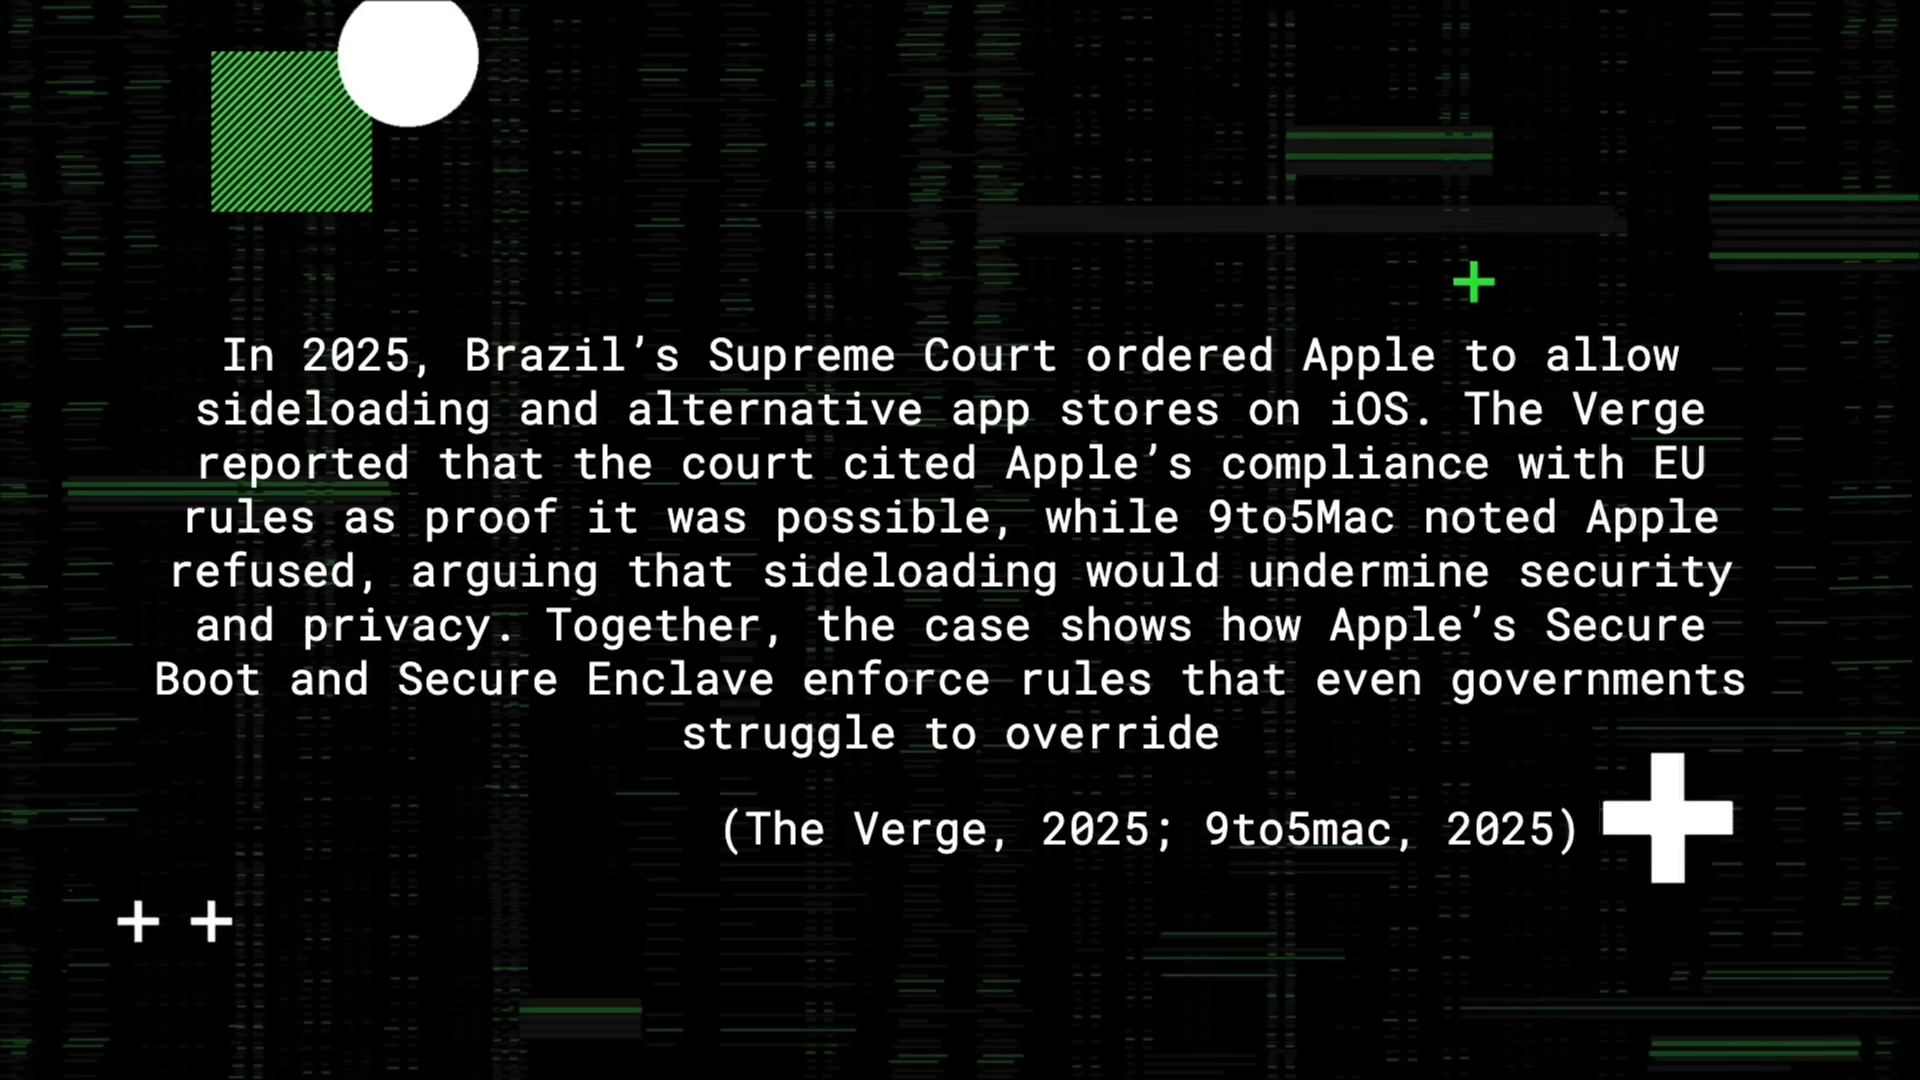 In 2025, Brazil’s Supreme Court ordered Apple to allow
sideloading and alternative app stores on iOS. The Verge
reported that the court cited Apple’s compliance with EU
rules as proof it was possible, while 9to5Mac noted Apple
refused, arguing that sideloading would undermine security
and privacy. Together, the case shows how Apple’s Secure
Boot and Secure Enclave enforce rules that even governments
struggle to override
(The Verge, 2025; 9to5mac, 2025)